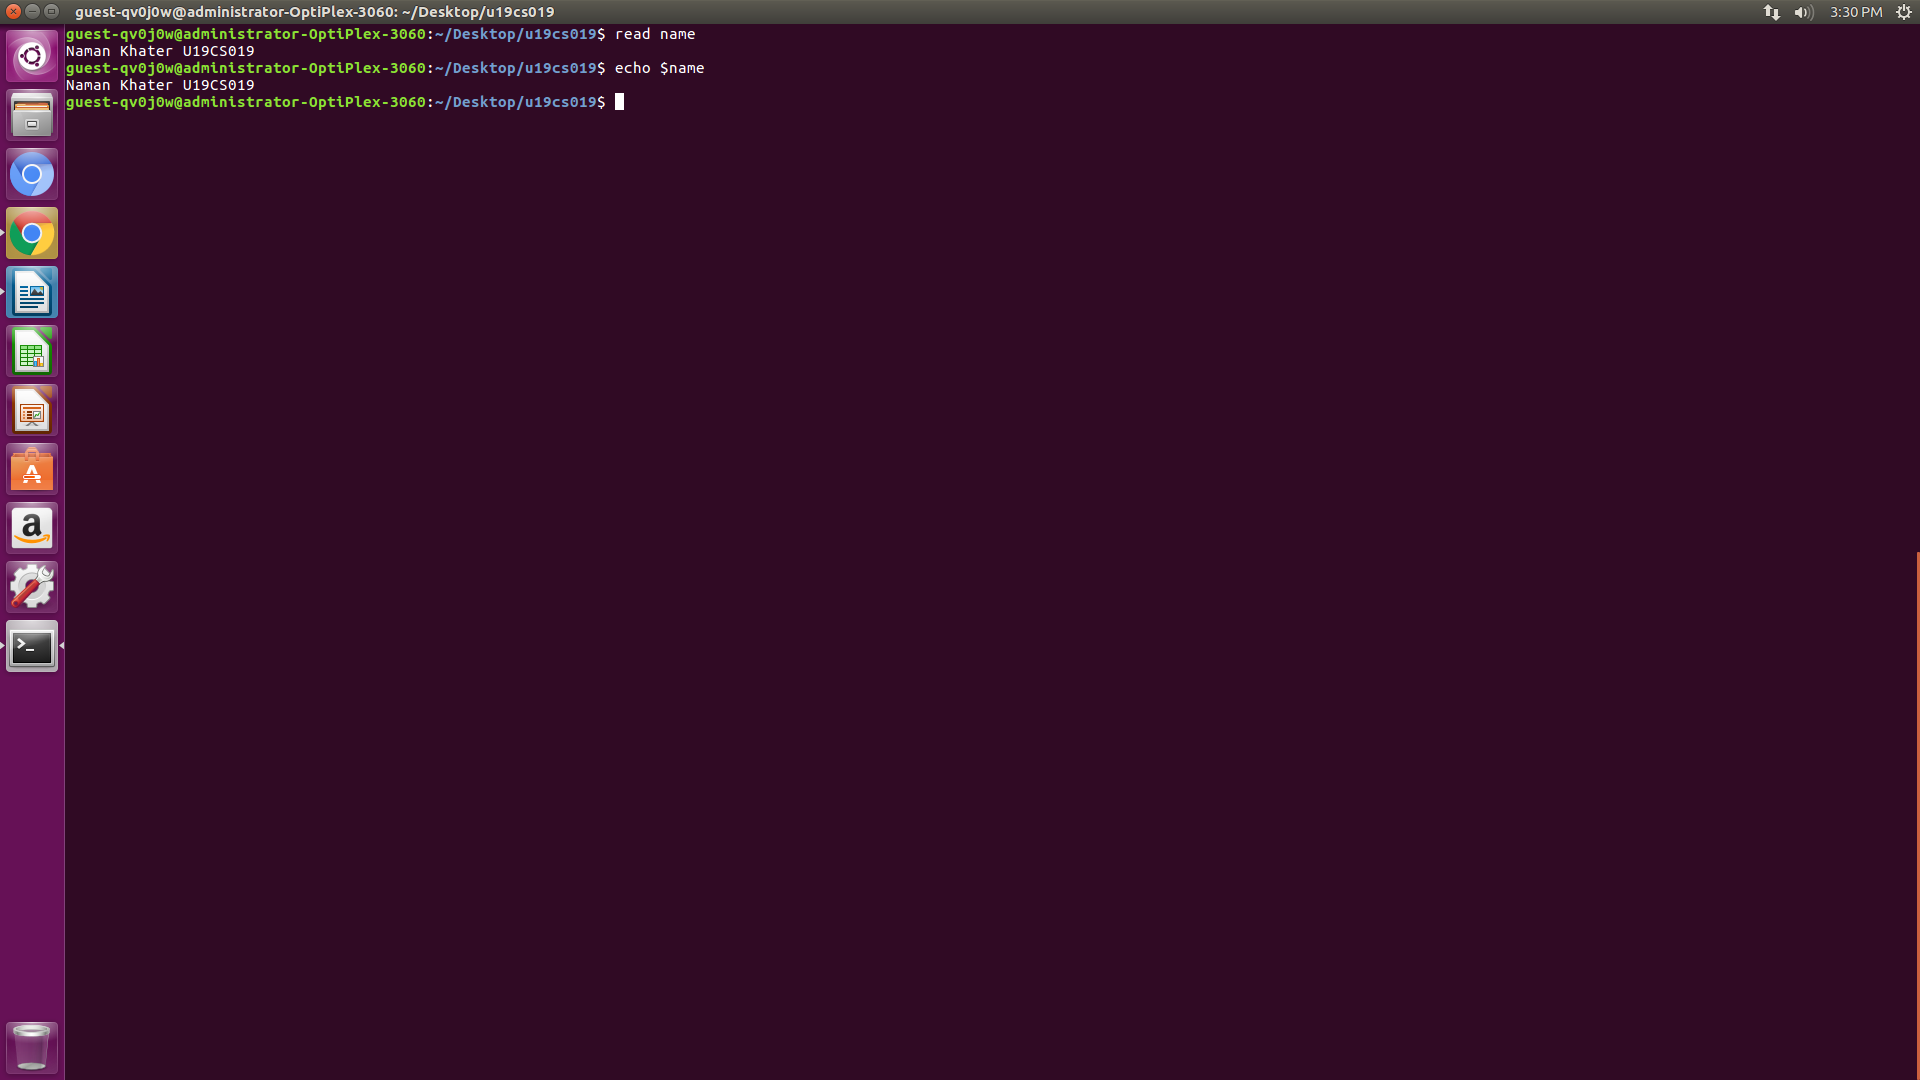 guest-qv0j0w@administrator-OptiPlex-3060: ~/Desktop/u19cs019
3:30 PM
guest-qv0j0w@administrator-OptiPlex-3060:~/Desktop/u19cs019$ read name
Naman Khater U19CS019
guest-qv0j0w@administrator-OptiPlex-3060:~/Desktop/u19cs019$ echo $name
Naman Khater U19CS019
guest-qv0j0w@administrator-OptiPlex-3060:~/Desktop/u19cs019$